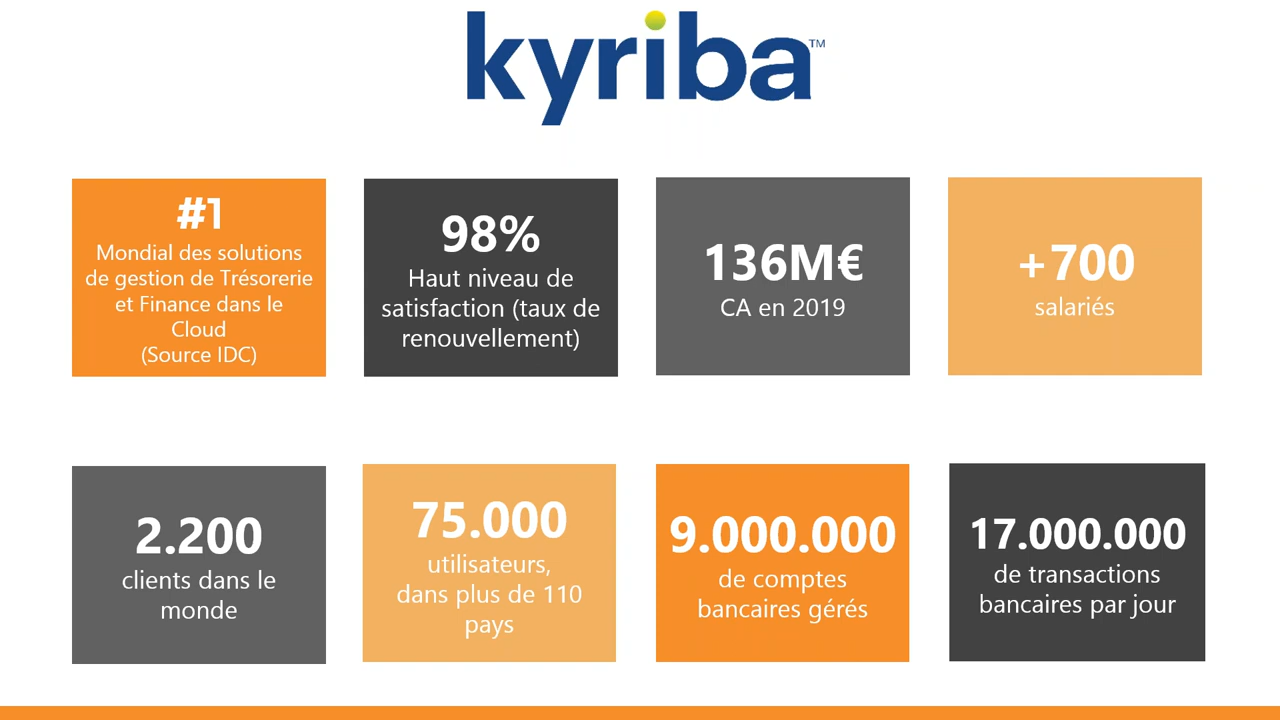 kyriba™
#1
Mondial des solutions
de gestion de Trésorerie
et Finance dans le
Cloud
(Source IDC)
98%
Haut niveau de
satisfaction (taux de
renouvellement)
136M€
CA en 2019
+700
salariés
2.200
clients dans le
monde
75.000
utilisateurs,
dans plus de 110
pays
9.000.000
de comptes
bancaires gérés
17.000.000
de transactions
bancaires par jour